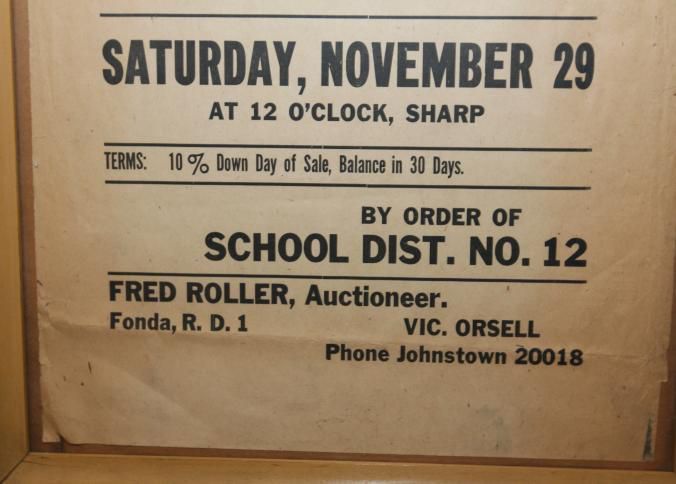 SATURDAY, NOVEMBER 29
AT 12 O'CLOCK, SHARP
TERMS: 10% Down Day of Sale, Balance in 30 Days.
BY ORDER OF
SCHOOL DIST. NO. 12
FRED ROLLER, Auctioneer.
Fonda, R. D. 1 VIC. ORSELL
Phone Johnstown 20018